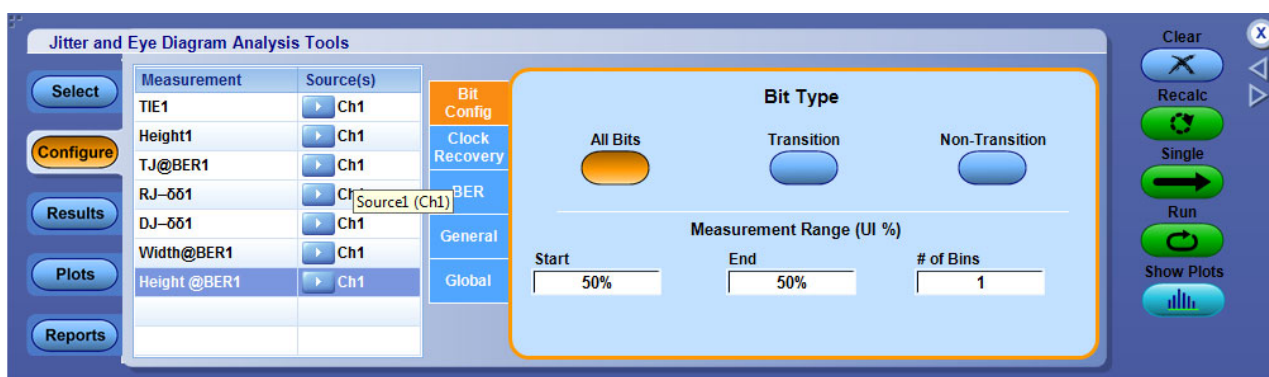 Jitter and Eye Diagram Analysis Tools
Select
Configure
Results
Plots
Reports
Measurement Source(s)
TIE1 Ch1
Height1 Ch1
TJ@BER1 Ch1
RJ–δδ1
Source1 (Ch1)
DJ–δδ1 Ch1
Width@BER1 Ch1
Height @BER1 Ch1
Bit
Config
Clock
Recovery
BER
General
Global
Bit Type
All Bits Transition Non-Transition
Measurement Range (UI %)
Start End # of Bins
50% 50% 1
Clear
X
Recalc
Single
Run
Show Plots